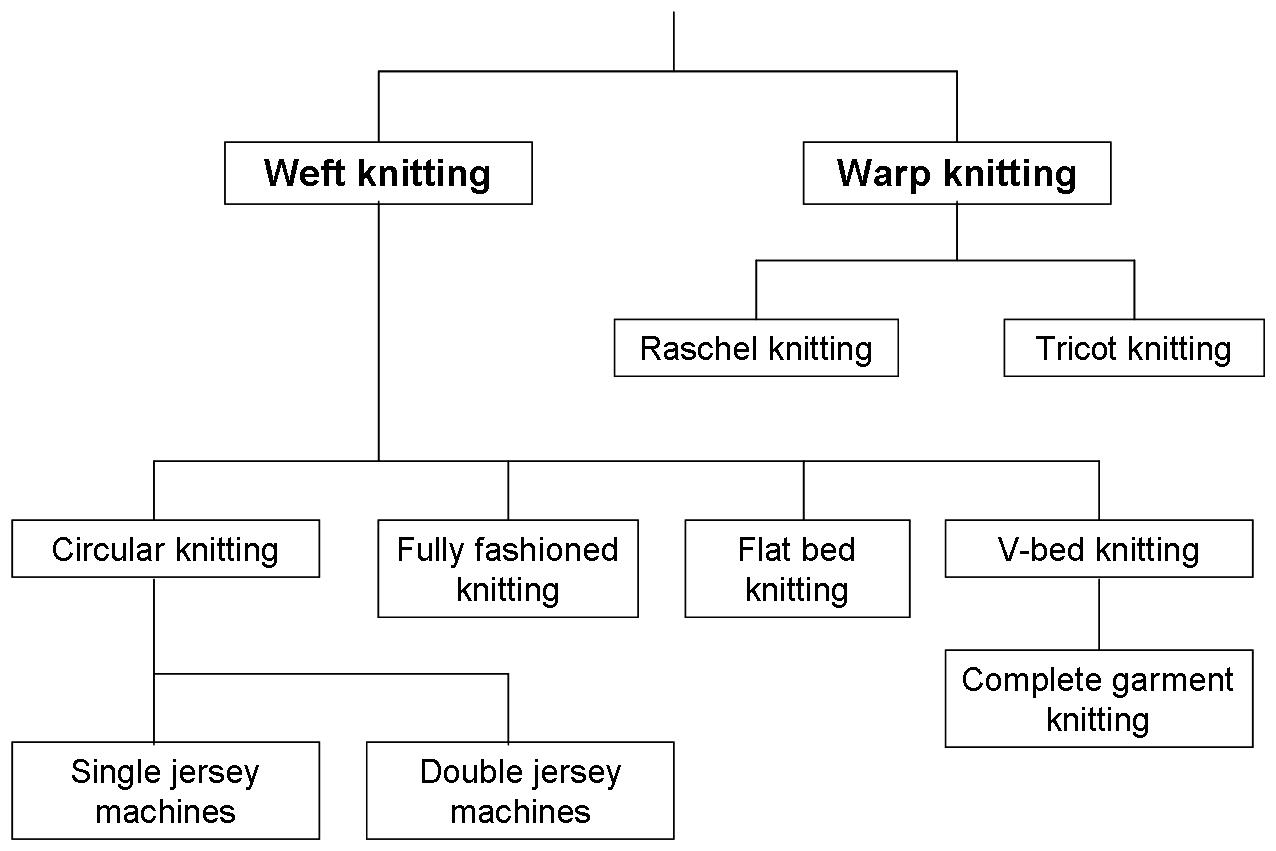 Weft knitting
Warp knitting
Raschel knitting
Tricot knitting
Circular knitting
Fully fashioned
knitting
Flat bed
knitting
V-bed knitting
Complete garment
knitting
Single jersey
machines
Double jersey
machines